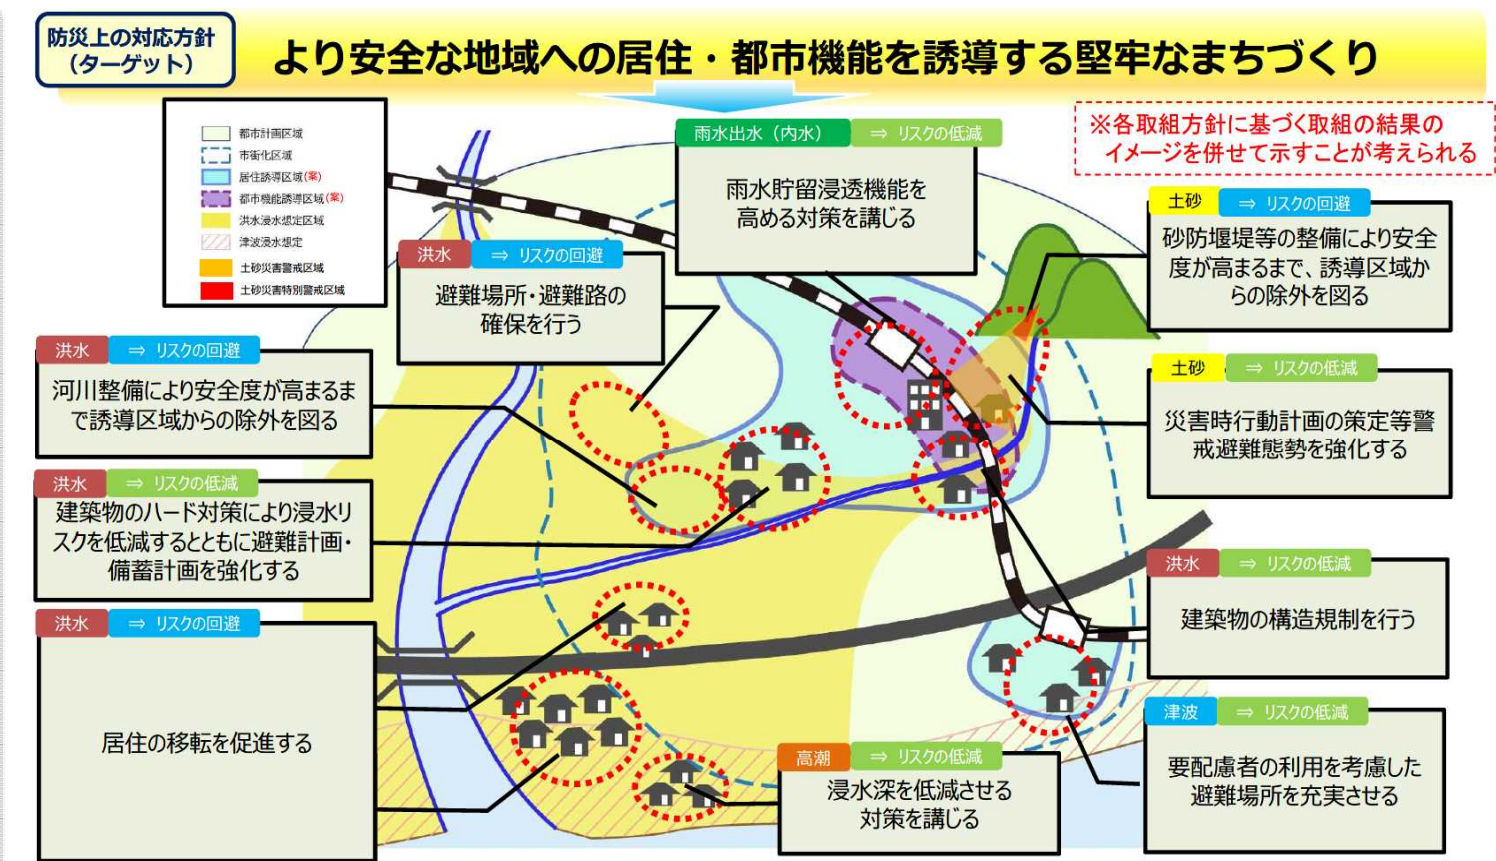 防災上の対応方針
(ターゲット)
より安全な地域への居住・都市機能を誘導する堅牢なまちづくり
※各取組方針に基づく取組の結果の
イメージを併せて示すことが考えられる
都市計画区域
市街化区域
居住誘導区域(案)
都市機能誘導区域(案)
洪水浸水想定区域
津波浸水想定
土砂災害警戒区域
土砂災害特別警戒区域
雨水出水(内水) ⇒ リスクの低減
雨水貯留浸透機能を
高める対策を講じる
洪水 ⇒ リスクの回避
避難場所・避難路の
確保を行う
土砂 ⇒ リスクの回避
砂防堰堤等の整備により安全
度が高まるまで、誘導区域か
らの除外を図る
洪水 ⇒ リスクの回避
河川整備により安全度が高まるま
で誘導区域からの除外を図る
土砂 ⇒ リスクの低減
災害時行動計画の策定等警
戒避難態勢を強化する
洪水 ⇒ リスクの低減
建築物のハード対策により浸水リ
スクを低減するとともに避難計画・
備蓄計画を強化する
洪水 ⇒ リスクの低減
建築物の構造規制を行う
洪水 ⇒ リスクの回避
居住の移転を促進する
津波 ⇒ リスクの低減
要配慮者の利用を考慮した
避難場所を充実させる
高潮 ⇒ リスクの低減
浸水深を低減させる
対策を講じる